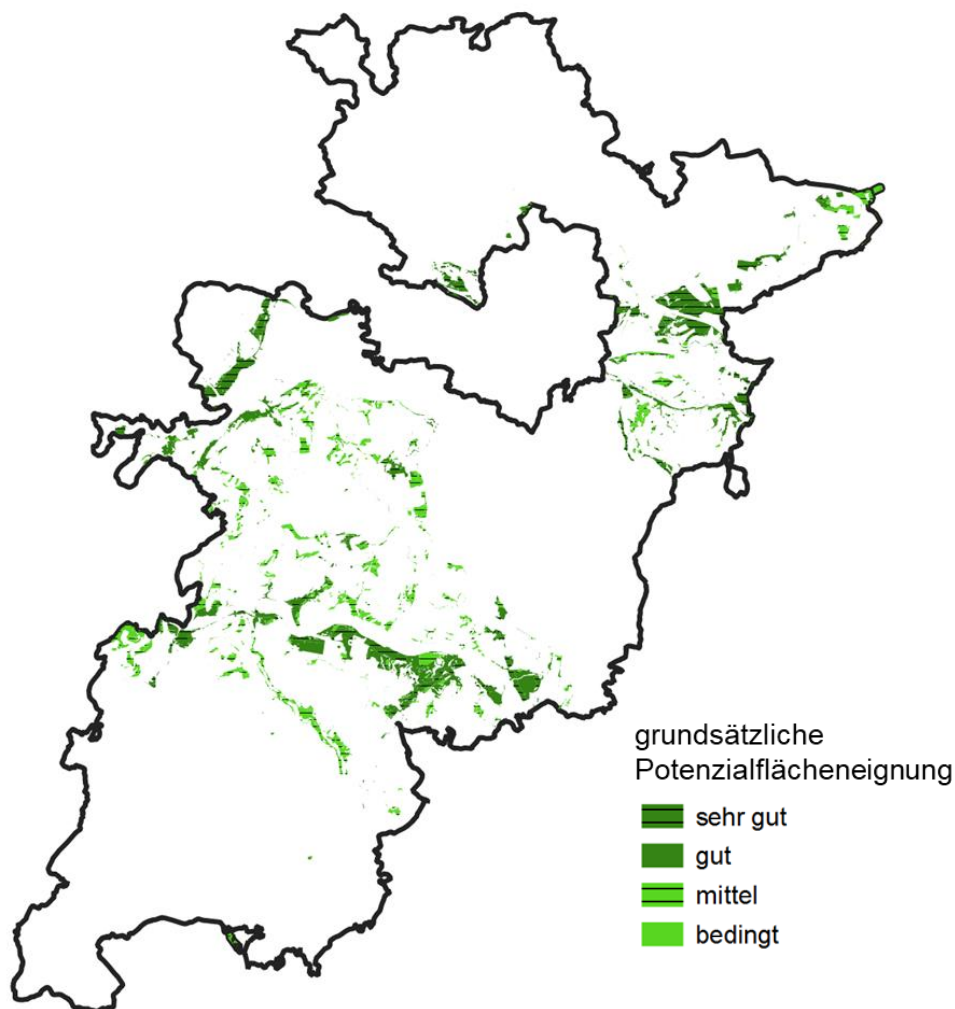 grundsätzliche
Potenzialflächeneignung
sehr gut
gut
mittel
bedingt